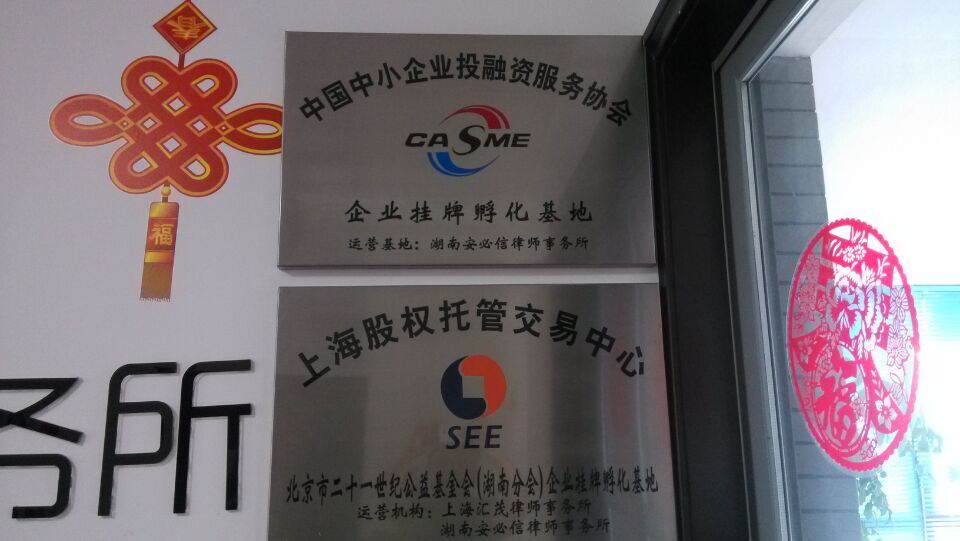 春
福
中国中小企业投融资服务协会
CASME
企业挂牌孵化基地
运营基地：湖南安必信律师事务所
上海股权托管交易中心
SEE
北京市二十一世纪公益基金会(湖南分会)企业挂牌孵化基地
运营机构：上海汇茂律师事务所
湖南安必信律师事务所
务所
福